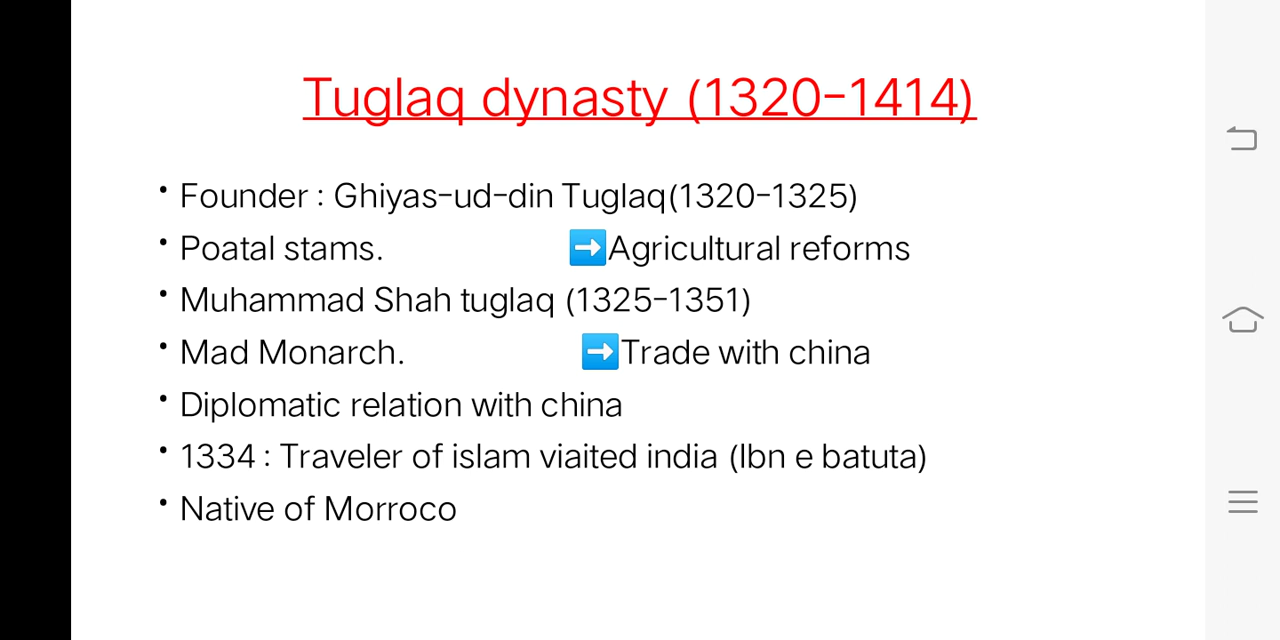 Tuglaq dynasty (1320-1414)
• Founder : Ghiyas-ud-din Tuglaq(1320-1325)
• Poatal stams. ➡️Agricultural reforms
• Muhammad Shah tuglaq (1325-1351)
• Mad Monarch. ➡️Trade with china
• Diplomatic relation with china
• 1334 : Traveler of islam viaited india (Ibn e batuta)
• Native of Morroco